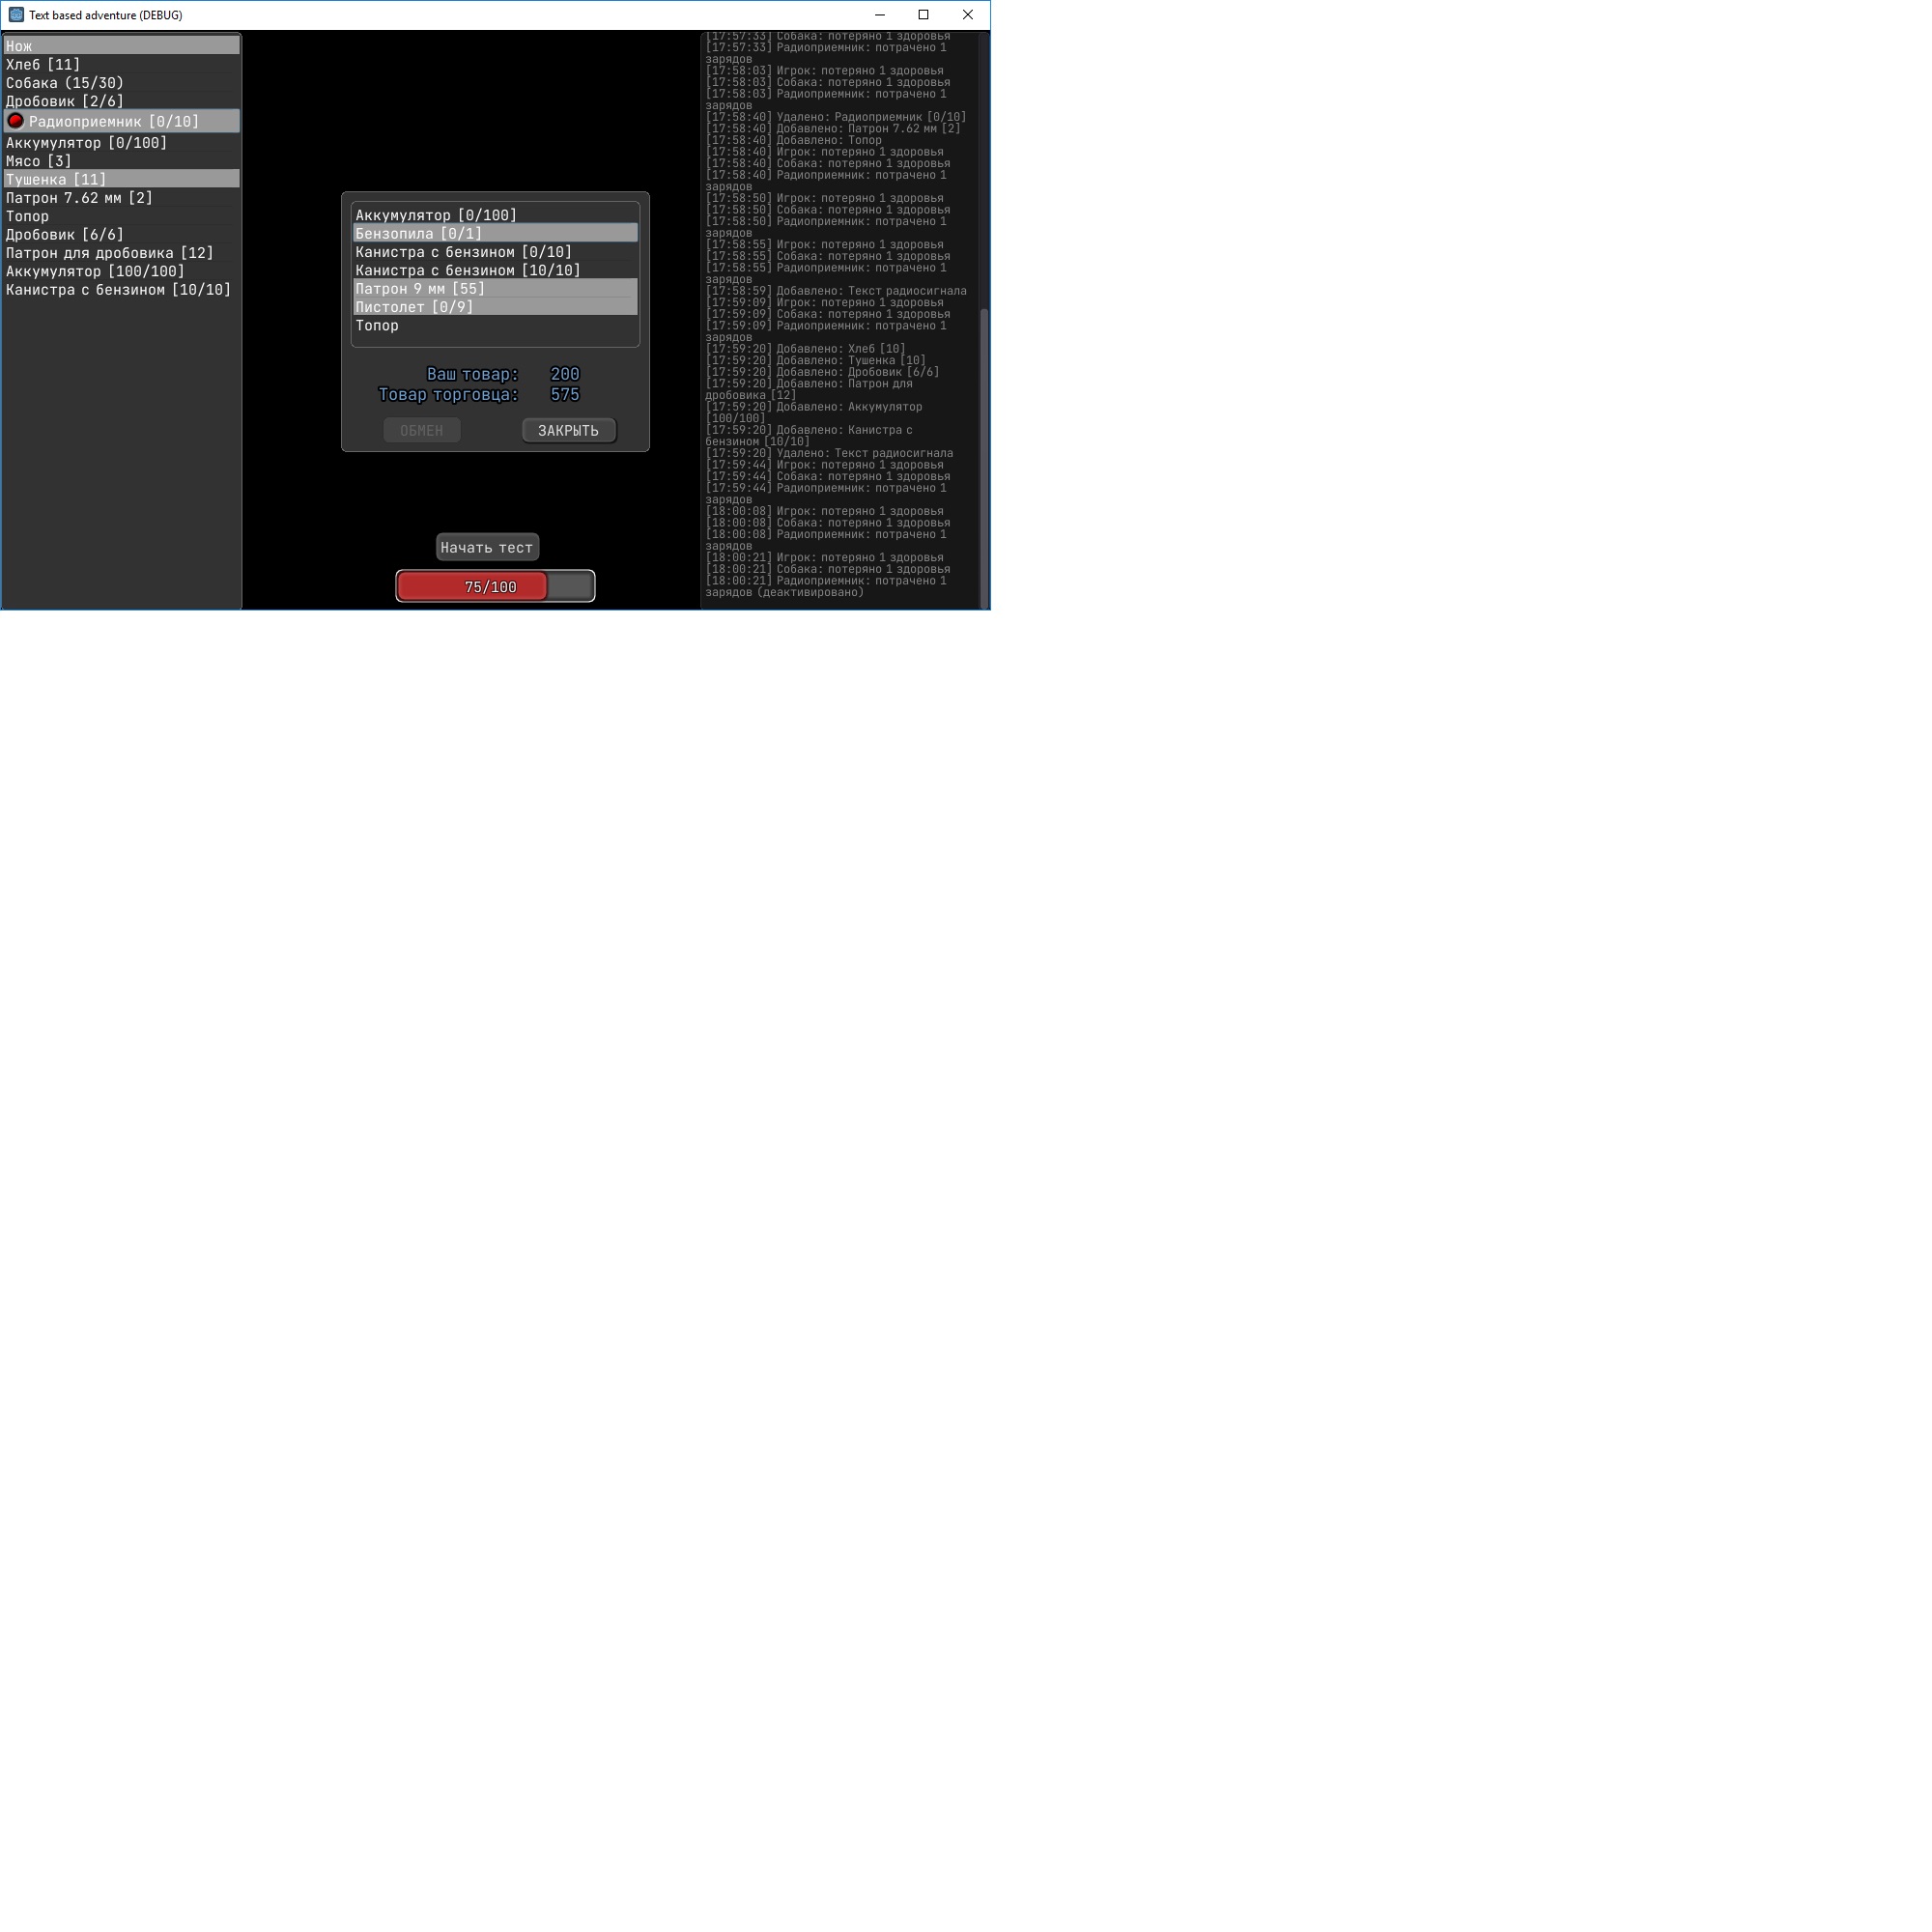 Text based adventure (DEBUG)
Нож
Хлеб [11]
Собака (15/30)
Дробовик [2/6]
Радиоприемник [0/10]
Аккумулятор [0/100]
Мясо [3]
Тушенка [11]
Патрон 7.62 мм [2]
Топор
Дробовик [6/6]
Патрон для дробовика [12]
Аккумулятор [100/100]
Канистра с бензином [10/10]
Аккумулятор [0/100]
Бензопила [0/1]
Канистра с бензином [0/10]
Канистра с бензином [10/10]
Патрон 9 мм [55]
Пистолет [0/9]
Топор
Ваш товар: 200
Товар торговца: 575
ОБМЕН
ЗАКРЫТЬ
Начать тест
75/100
[17:57:33] Собака: потеряно 1 здоровья
[17:57:33] Радиоприемник: потрачено 1
зарядов
[17:58:03] Игрок: потеряно 1 здоровья
[17:58:03] Собака: потеряно 1 здоровья
[17:58:03] Радиоприемник: потрачено 1
зарядов
[17:58:40] Удалено: Радиоприемник [0/10]
[17:58:40] Добавлено: Патрон 7.62 мм [2]
[17:58:40] Добавлено: Топор
[17:58:40] Игрок: потеряно 1 здоровья
[17:58:40] Собака: потеряно 1 здоровья
[17:58:40] Радиоприемник: потрачено 1
зарядов
[17:58:50] Игрок: потеряно 1 здоровья
[17:58:50] Собака: потеряно 1 здоровья
[17:58:50] Радиоприемник: потрачено 1
зарядов
[17:58:55] Игрок: потеряно 1 здоровья
[17:58:55] Собака: потеряно 1 здоровья
[17:58:55] Радиоприемник: потрачено 1
зарядов
[17:58:59] Добавлено: Текст радиосигнала
[17:59:09] Игрок: потеряно 1 здоровья
[17:59:09] Собака: потеряно 1 здоровья
[17:59:09] Радиоприемник: потрачено 1
зарядов
[17:59:20] Добавлено: Хлеб [10]
[17:59:20] Добавлено: Тушенка [10]
[17:59:20] Добавлено: Дробовик [6/6]
[17:59:20] Добавлено: Патрон для
дробовика [12]
[17:59:20] Добавлено: Аккумулятор
[100/100]
[17:59:20] Добавлено: Канистра с
бензином [10/10]
[17:59:20] Удалено: Текст радиосигнала
[17:59:44] Игрок: потеряно 1 здоровья
[17:59:44] Собака: потеряно 1 здоровья
[17:59:44] Радиоприемник: потрачено 1
зарядов
[18:00:08] Игрок: потеряно 1 здоровья
[18:00:08] Собака: потеряно 1 здоровья
[18:00:08] Радиоприемник: потрачено 1
зарядов
[18:00:21] Игрок: потеряно 1 здоровья
[18:00:21] Собака: потеряно 1 здоровья
[18:00:21] Радиоприемник: потрачено 1
зарядов (деактивировано)